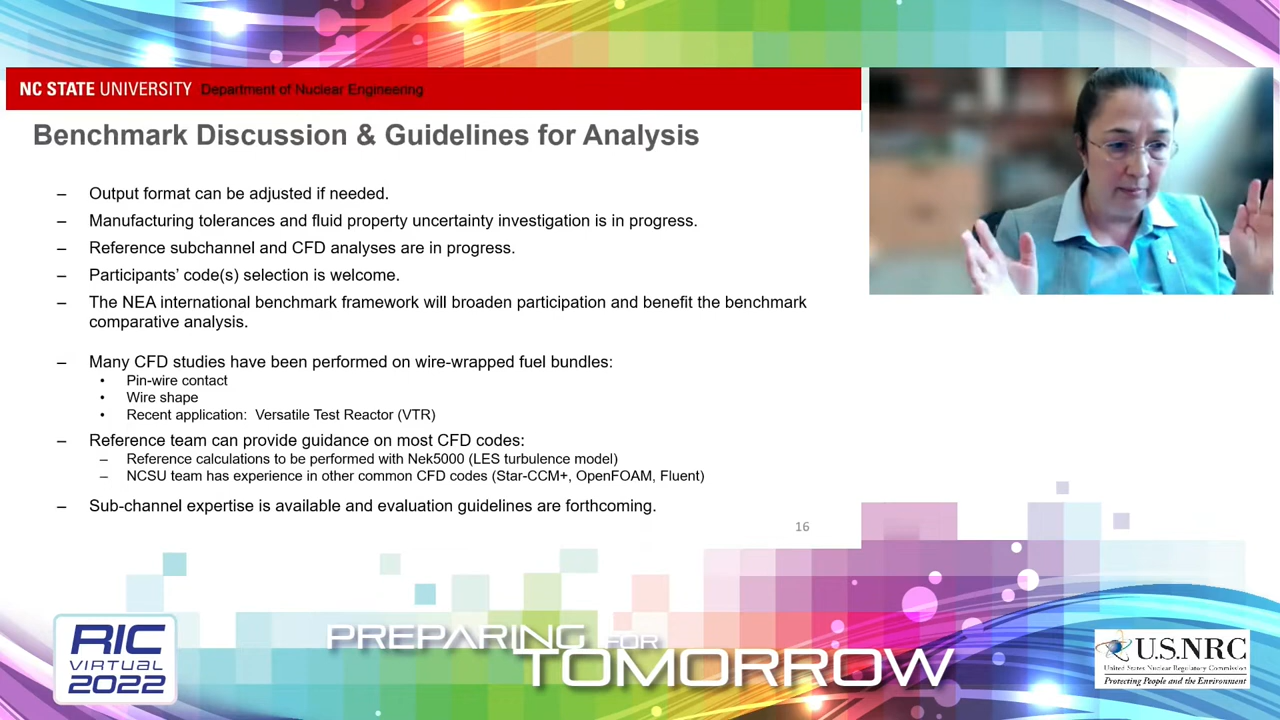 NC STATE UNIVERSITY Department of Nuclear Engineering
Benchmark Discussion & Guidelines for Analysis
– Output format can be adjusted if needed.
– Manufacturing tolerances and fluid property uncertainty investigation is in progress.
– Reference subchannel and CFD analyses are in progress.
– Participants’ code(s) selection is welcome.
– The NEA international benchmark framework will broaden participation and benefit the benchmark
comparative analysis.
– Many CFD studies have been performed on wire-wrapped fuel bundles:
• Pin-wire contact
• Wire shape
• Recent application: Versatile Test Reactor (VTR)
– Reference team can provide guidance on most CFD codes:
– Reference calculations to be performed with Nek5000 (LES turbulence model)
– NCSU team has experience in other common CFD codes (Star-CCM+, OpenFOAM, Fluent)
– Sub-channel expertise is available and evaluation guidelines are forthcoming.
16
RIC
VIRTUAL
2022
PREPARING FOR
TOMORROW
U.S.NRC
United States Nuclear Regulatory Commission
Protecting People and the Environment